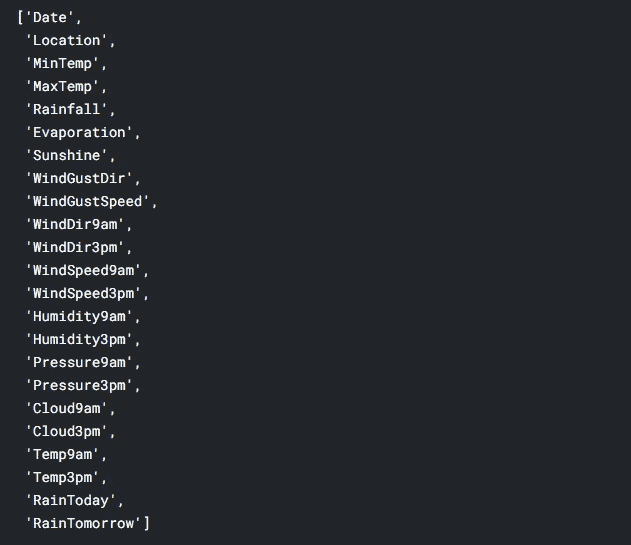 ['Date',
'Location',
'MinTemp',
'MaxTemp',
'Rainfall',
'Evaporation',
'Sunshine',
'WindGustDir',
'WindGustSpeed',
'WindDir9am',
'WindDir3pm',
'WindSpeed9am',
'WindSpeed3pm',
'Humidity9am',
'Humidity3pm',
'Pressure9am',
'Pressure3pm',
'Cloud9am',
'Cloud3pm',
'Temp9am',
'Temp3pm',
'RainToday',
'RainTomorrow']